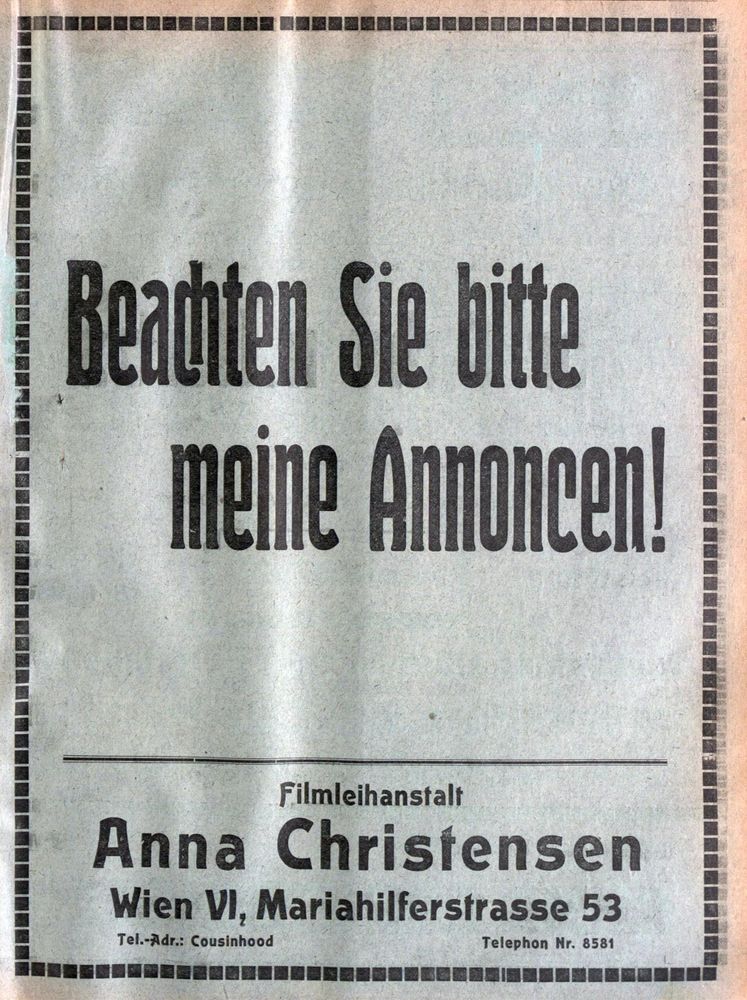 Beachten Sie bitte
meine Annoncen!
Filmleihanstalt
Anna Christensen
Wien VI, Mariahilferstrasse 53
Tel.-Adr.: Cousinhood
Telephon Nr. 8581